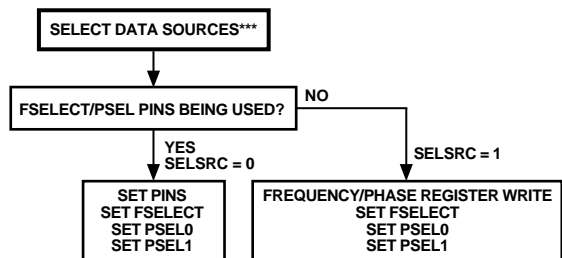 SELECT DATA SOURCES***
FSELECT/PSEL PINS BEING USED?
NO
YES
SELSRC = 0
SELSRC = 1
SET PINS
SET FSELECT
SET PSEL0
SET PSEL1
FREQUENCY/PHASE REGISTER WRITE
SET FSELECT
SET PSEL0
SET PSEL1